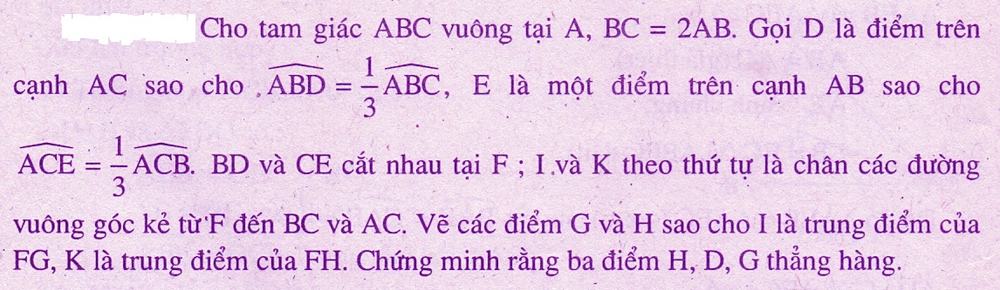 Cho tam giác ABC vuông tại A, BC = 2AB. Gọi D là điểm trên
cạnh AC sao cho $\widehat{ABD} = \frac{1}{3}\widehat{ABC}$, E là một điểm trên cạnh AB sao cho
$\widehat{ACE} = \frac{1}{3}\widehat{ACB}$. BD và CE cắt nhau tại F ; I và K theo thứ tự là chân các đường
vuông góc kẻ từ F đến BC và AC. Vẽ các điểm G và H sao cho I là trung điểm của
FG, K là trung điểm của FH. Chứng minh rằng ba điểm H, D, G thẳng hàng.